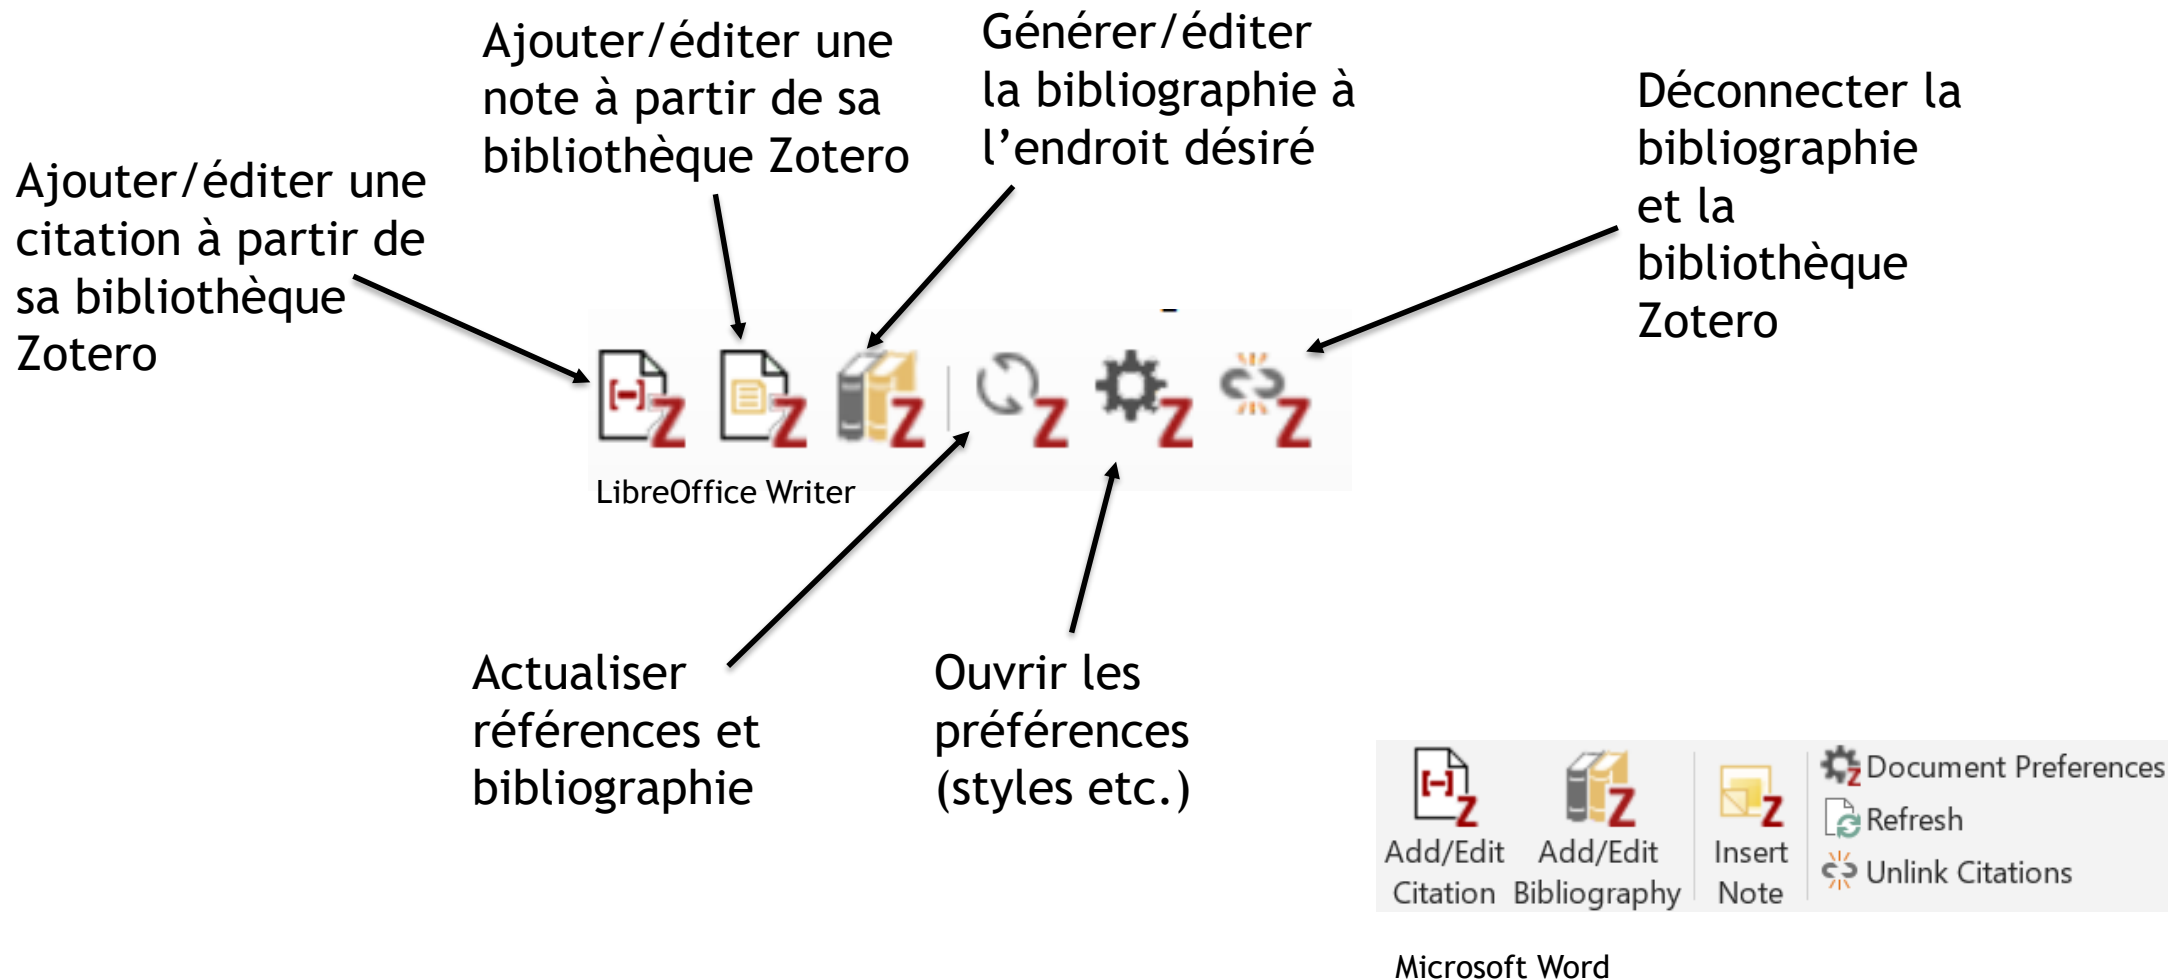 Ajouter/éditer une
citation à partir de
sa bibliothèque
Zotero
Ajouter/éditer une
note à partir de sa
bibliothèque Zotero
Générer/éditer
la bibliographie à
l’endroit désiré
Déconnecter la
bibliographie
et la
bibliothèque
Zotero
Z Z Z Z Z Z
LibreOffice Writer
Actualiser
références et
bibliographie
Ouvrir les
préférences
(styles etc.)
Z Z Z Z
Add/Edit
Citation
Add/Edit
Bibliography
Insert
Note
Document Preferences
Refresh
Unlink Citations
Microsoft Word